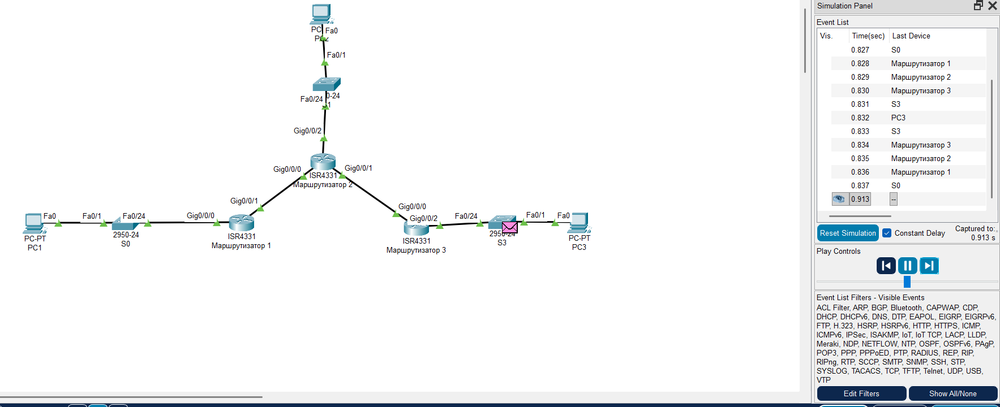 Simulation Panel
Event List
Vis. Time(sec) Last Device
0.827 S0
0.828 Маршрутизатор 1
0.829 Маршрутизатор 2
0.830 Маршрутизатор 3
0.831 S3
0.832 PC3
0.833 S3
0.834 Маршрутизатор 3
0.835 Маршрутизатор 2
0.836 Маршрутизатор 1
0.837 S0
0.913 --
Reset Simulation Constant Delay Captured to:
0.913 s
Play Controls
Event List Filters - Visible Events
ACL Filter, ARP, BGP, Bluetooth, CAPWAP, CDP,
DHCP, DHCPv6, DNS, DTP, EAPOL, EIGRP, EIGRPv6,
FTP, H.323, HSRP, HSRPv6, HTTP, HTTPS, ICMP,
ICMPv6, IPSec, ISAKMP, IoT, IoT TCP, LACP, LLDP,
Meraki, NDP, NETFLOW, NTP, OSPF, OSPFv6, PAgP,
POP3, PPP, PPPoED, PTP, RADIUS, REP, RIP,
RIPng, RTP, SCCP, SMTP, SNMP, SSH, STP,
SYSLOG, TACACS, TCP, TFTP, Telnet, UDP, USB,
VTP
Edit Filters Show All/None
PC Fa0
Fa0/1
Fa0/24 0-24
Gig0/0/2
Gig0/0/0 Gig0/0/1
ISR4331
Маршрутизатор 2
Gig0/0/1 Gig0/0/0
Fa0 Fa0/1 Fa0/24 Gig0/0/0
PC-PT
PC1
2950-24
S0
ISR4331
Маршрутизатор 1
Gig0/0/2 Fa0/24 Fa0/1 Fa0
ISR4331
Маршрутизатор 3
2950-24
S3
PC-PT
PC3